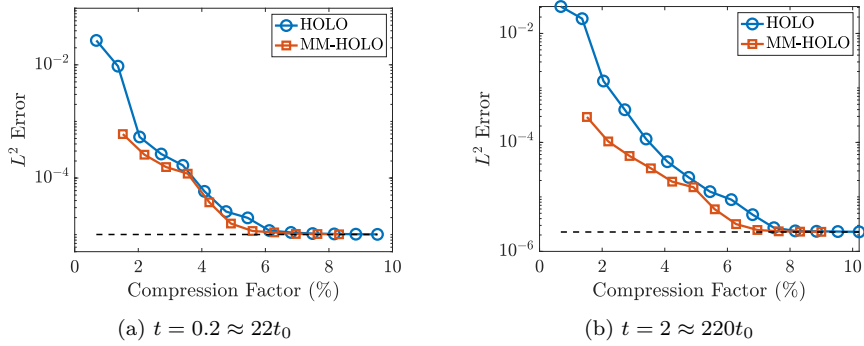 HOLO
MM-HOLO
10^{-2}
10^{-4}
L^2 Error
0 2 4 6 8 10
Compression Factor (%)
(a) t = 0.2 ≈ 22t_0
HOLO
MM-HOLO
10^{-2}
10^{-4}
10^{-6}
L^2 Error
0 2 4 6 8 10
Compression Factor (%)
(b) t = 2 ≈ 220t_0